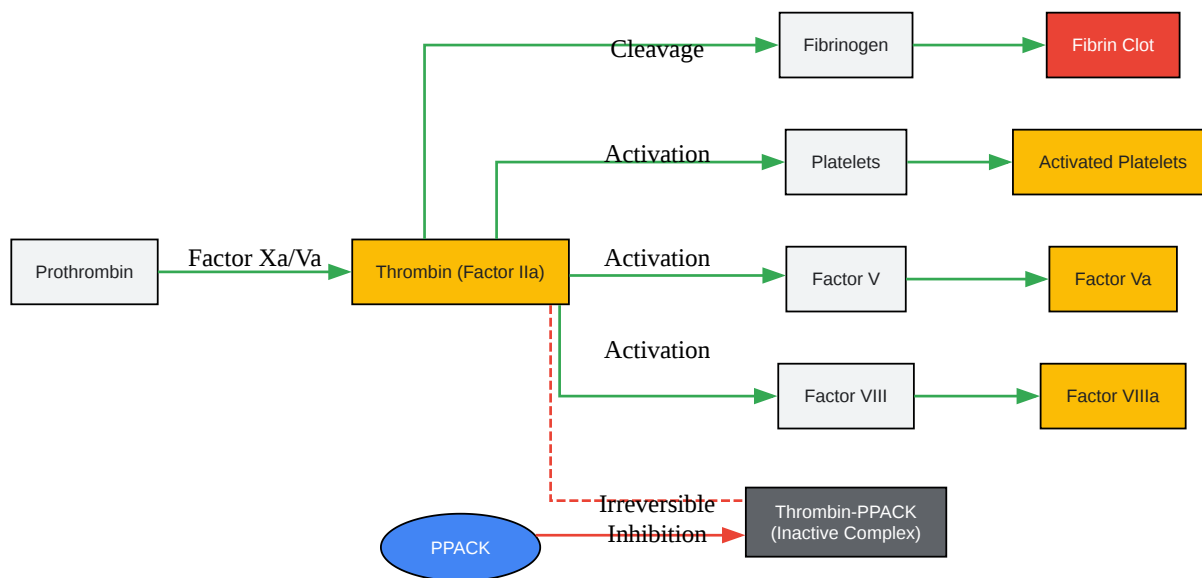 Cleavage
Fibrinogen
Fibrin Clot
Activation
Platelets
Activated Platelets
Prothrombin
Factor Xa/Va
Thrombin (Factor IIa)
Activation
Factor V
Factor Va
Activation
Factor VIII
Factor VIIIa
PPACK
Irreversible
Inhibition
Thrombin-PPACK
(Inactive Complex)